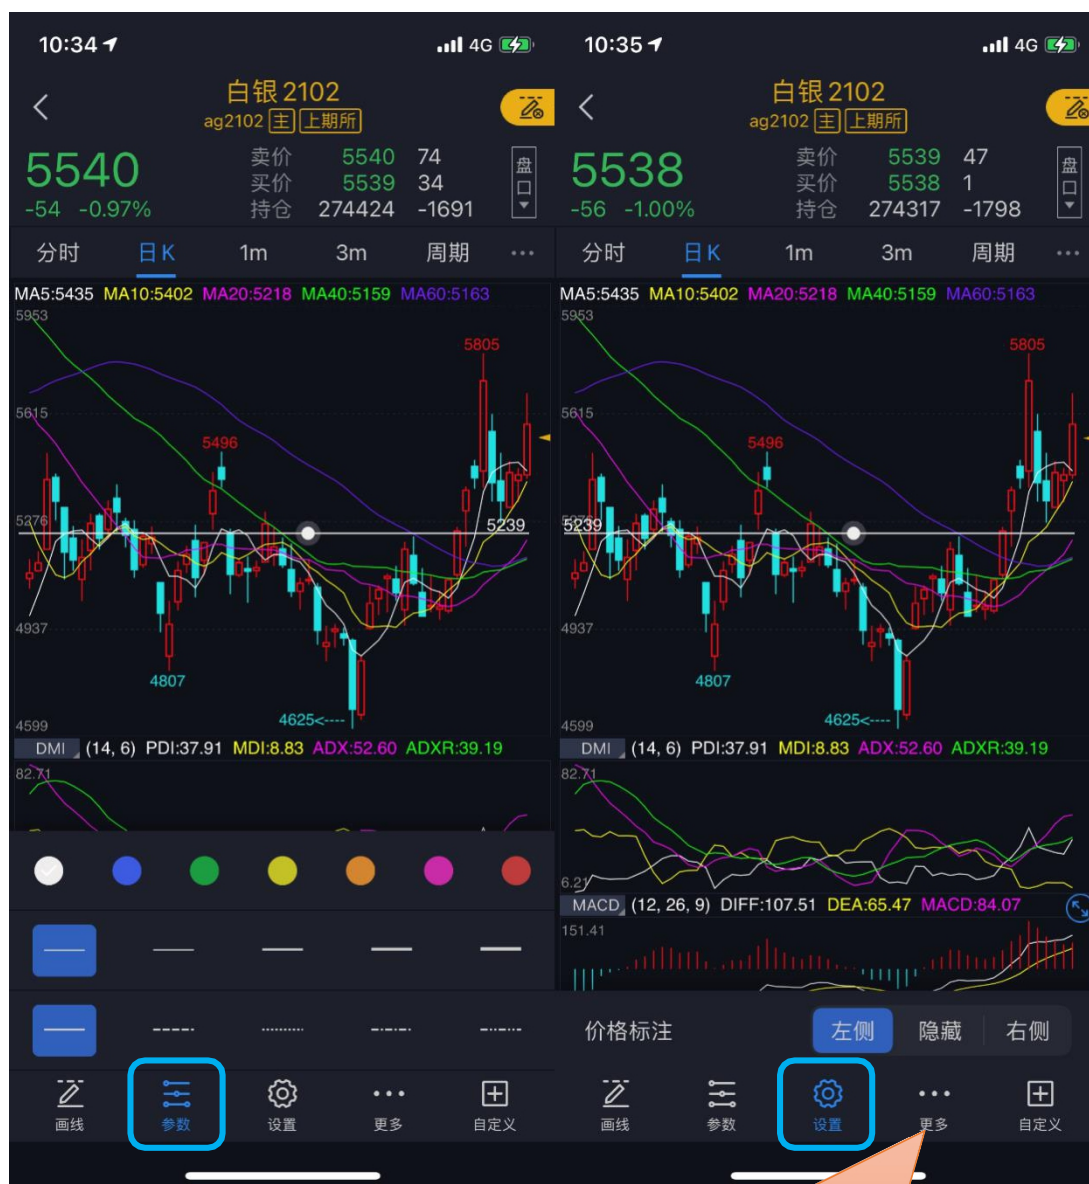 10:34
4G
白银 2102
ag2102 主 上期所
5540
-54 -0.97%
卖价 5540 74
买价 5539 34
持仓 274424 -1691
盘口
分时 日K 1m 3m 周期 ...
MA5:5435 MA10:5402 MA20:5218 MA40:5159 MA60:5163
5953
5805
5615
5496
5276
5239
4937
4807
4625<----
4599
DMI (14, 6) PDI:37.91 MDI:8.83 ADX:52.60 ADXR:39.19
82.71
画线 参数 设置 更多 自定义
10:35
4G
白银 2102
ag2102 主 上期所
5538
-56 -1.00%
卖价 5539 47
买价 5538 1
持仓 274317 -1798
盘口
分时 日K 1m 3m 周期 ...
MA5:5435 MA10:5402 MA20:5218 MA40:5159 MA60:5163
5953
5805
5615
5496
5239
4937
4807
4625<----
4599
DMI (14, 6) PDI:37.91 MDI:8.83 ADX:52.60 ADXR:39.19
82.71
6.21
MACD (12, 26, 9) DIFF:107.51 DEA:65.47 MACD:84.07
151.41
价格标注 左侧 隐藏 右侧
画线 参数 设置 更多 自定义